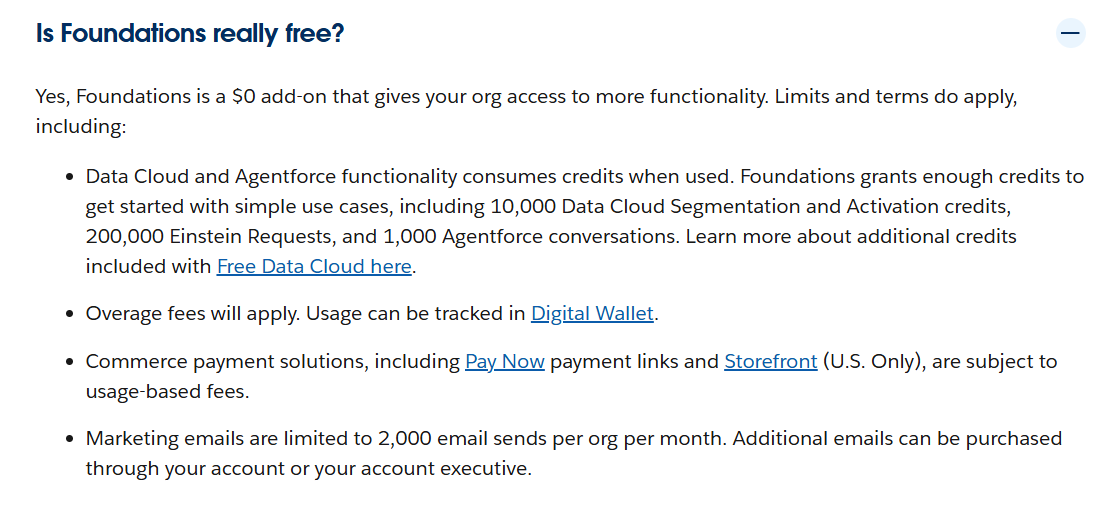 Is Foundations really free?
Yes, Foundations is a $0 add-on that gives your org access to more functionality. Limits and terms do apply,
including:
• Data Cloud and Agentforce functionality consumes credits when used. Foundations grants enough credits to
get started with simple use cases, including 10,000 Data Cloud Segmentation and Activation credits,
200,000 Einstein Requests, and 1,000 Agentforce conversations. Learn more about additional credits
included with Free Data Cloud here.
• Overage fees will apply. Usage can be tracked in Digital Wallet.
• Commerce payment solutions, including Pay Now payment links and Storefront (U.S. Only), are subject to
usage-based fees.
• Marketing emails are limited to 2,000 email sends per org per month. Additional emails can be purchased
through your account or your account executive.